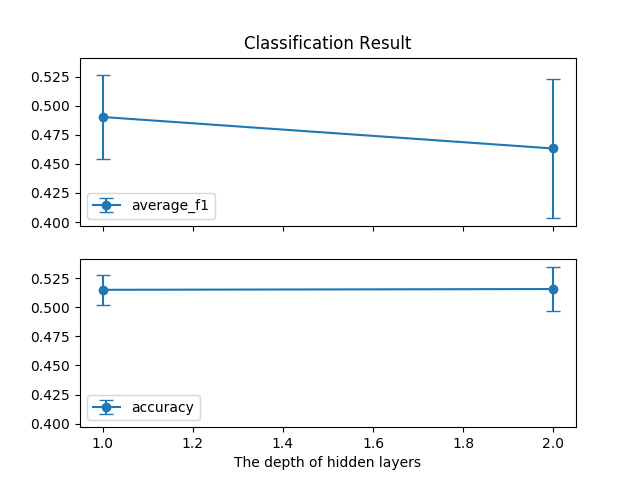 Classification Result
0.525
0.500
0.475
0.450
0.425
0.400
average_f1
0.525
0.500
0.475
0.450
0.425
0.400
accuracy
1.0 1.2 1.4 1.6 1.8 2.0
The depth of hidden layers